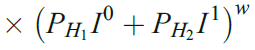 × (P_{H_1} I^0 + P_{H_2} I^1)^w